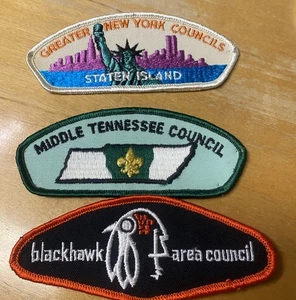 GREATER NEW YORK COUNCILS
STATEN ISLAND
MIDDLE TENNESSEE COUNCIL
blackhawk area council